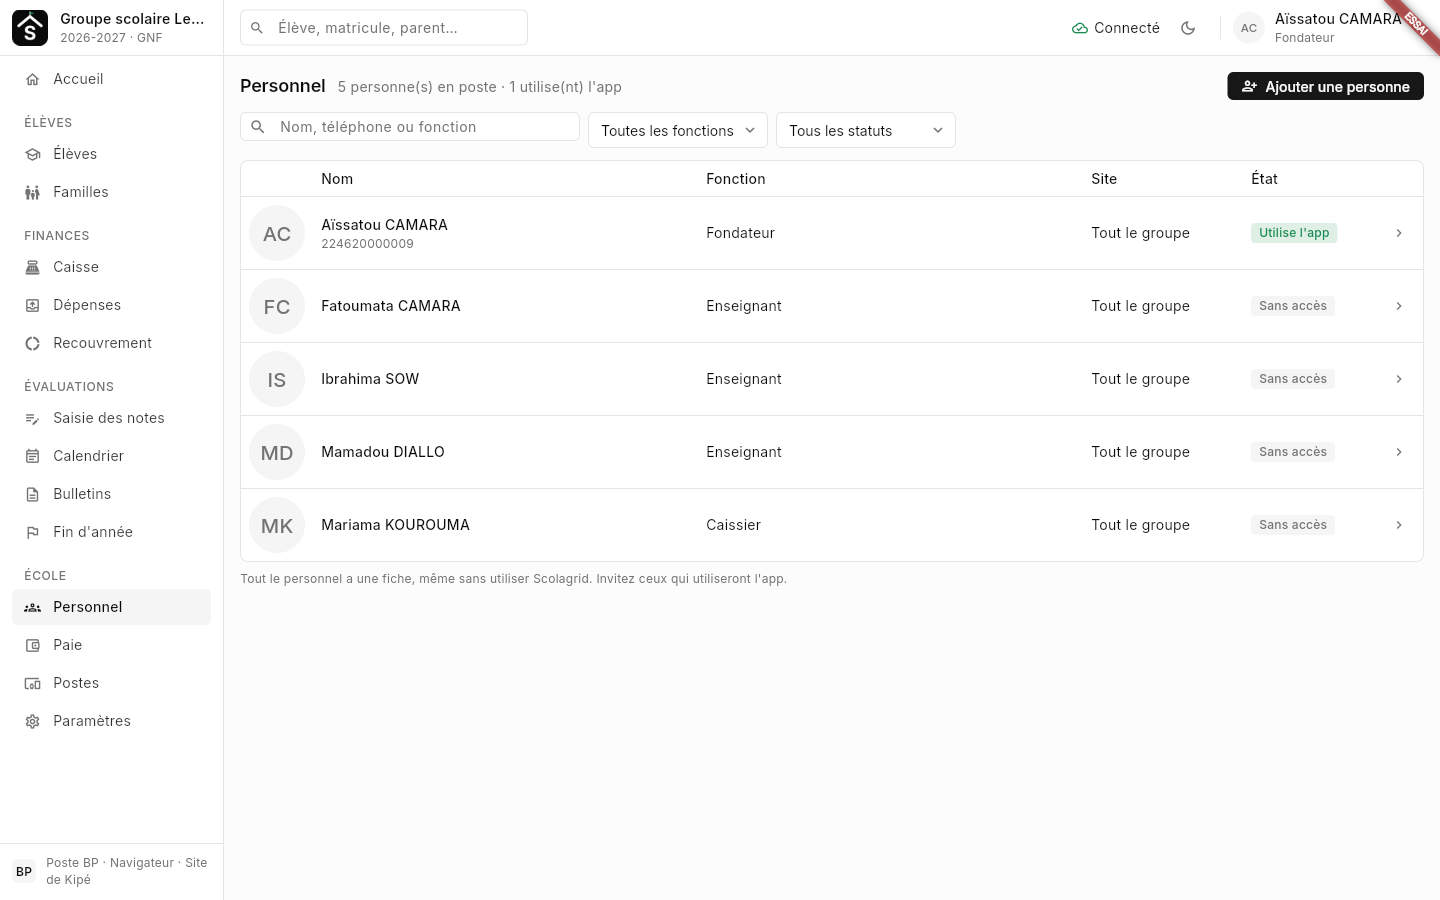 Groupe scolaire Le...
2026-2027 · GNF
Élève, matricule, parent...
Connecté
AC
Aïssatou CAMARA
Fondateur
ESSAI
Accueil
ÉLÈVES
Élèves
Familles
FINANCES
Caisse
Dépenses
Recouvrement
ÉVALUATIONS
Saisie des notes
Calendrier
Bulletins
Fin d'année
ÉCOLE
Personnel
Paie
Postes
Paramètres
BP
Poste BP · Navigateur · Site
de Kipé
Personnel 5 personne(s) en poste · 1 utilise(nt) l'app
Ajouter une personne
Nom, téléphone ou fonction
Toutes les fonctions
Tous les statuts
Nom Fonction Site État
AC Aïssatou CAMARA Fondateur Tout le groupe Utilise l'app
224620000009
FC Fatoumata CAMARA Enseignant Tout le groupe Sans accès
IS Ibrahima SOW Enseignant Tout le groupe Sans accès
MD Mamadou DIALLO Enseignant Tout le groupe Sans accès
MK Mariama KOUROUMA Caissier Tout le groupe Sans accès
Tout le personnel a une fiche, même sans utiliser Scolagrid. Invitez ceux qui utiliseront l'app.